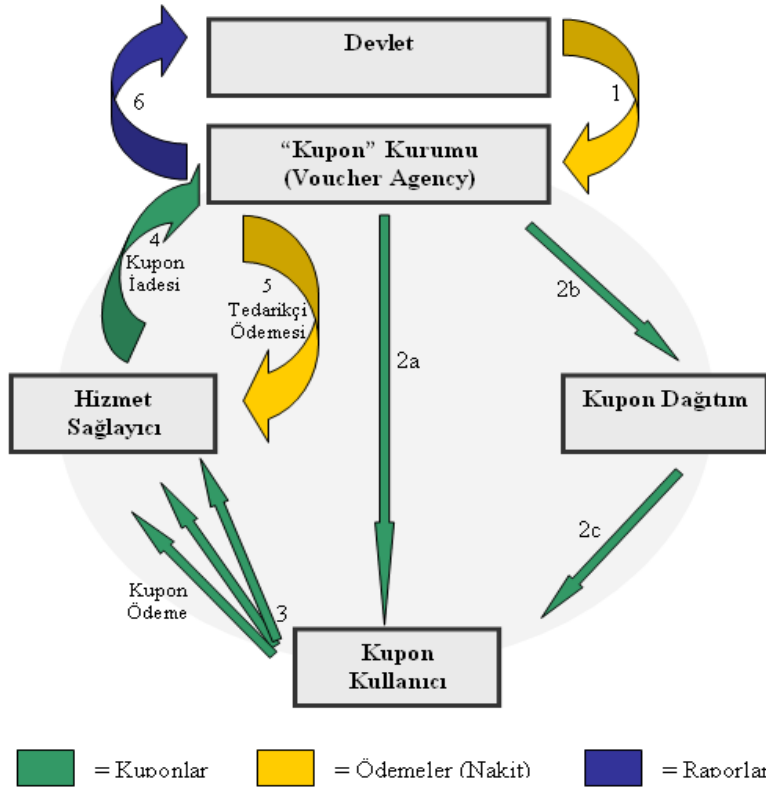 Devlet
1
6
“Kupon” Kurumu
(Voucher Agency)
4
Kupon
İadesi
5
Tedarikçi
Ödemesi
2a
2b
Hizmet
Sağlayıcı
Kupon Dağıtım
2c
Kupon
Ödeme
3
Kupon
Kullanıcı
= Kuponlar
= Ödemeler (Nakit)
= Raporlar